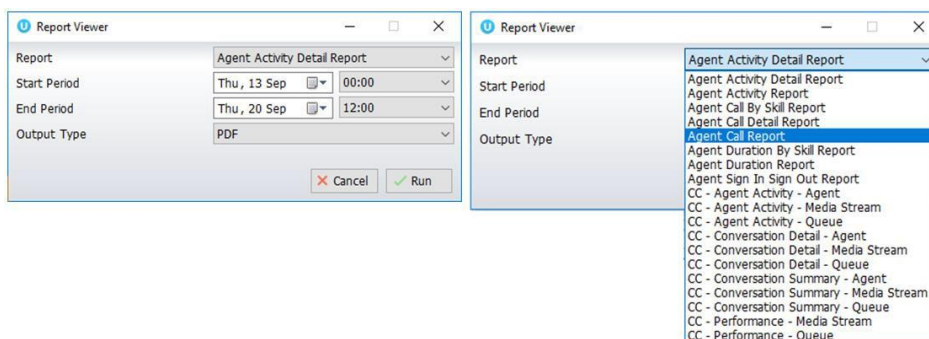 Report Viewer
Report Agent Activity Detail Report
Start Period Thu, 13 Sep 00:00
End Period Thu, 20 Sep 12:00
Output Type PDF
Cancel Run
Report Viewer
Report Agent Activity Detail Report
Start Period
End Period
Output Type
Agent Activity Detail Report
Agent Activity Report
Agent Call By Skill Report
Agent Call Detail Report
Agent Call Report
Agent Duration By Skill Report
Agent Duration Report
Agent Sign In Sign Out Report
CC - Agent Activity - Agent
CC - Agent Activity - Media Stream
CC - Agent Activity - Queue
CC - Conversation Detail - Agent
CC - Conversation Detail - Media Stream
CC - Conversation Detail - Queue
CC - Conversation Summary - Agent
CC - Conversation Summary - Media Stream
CC - Conversation Summary - Queue
CC - Performance - Media Stream
CC - Performance - Queue